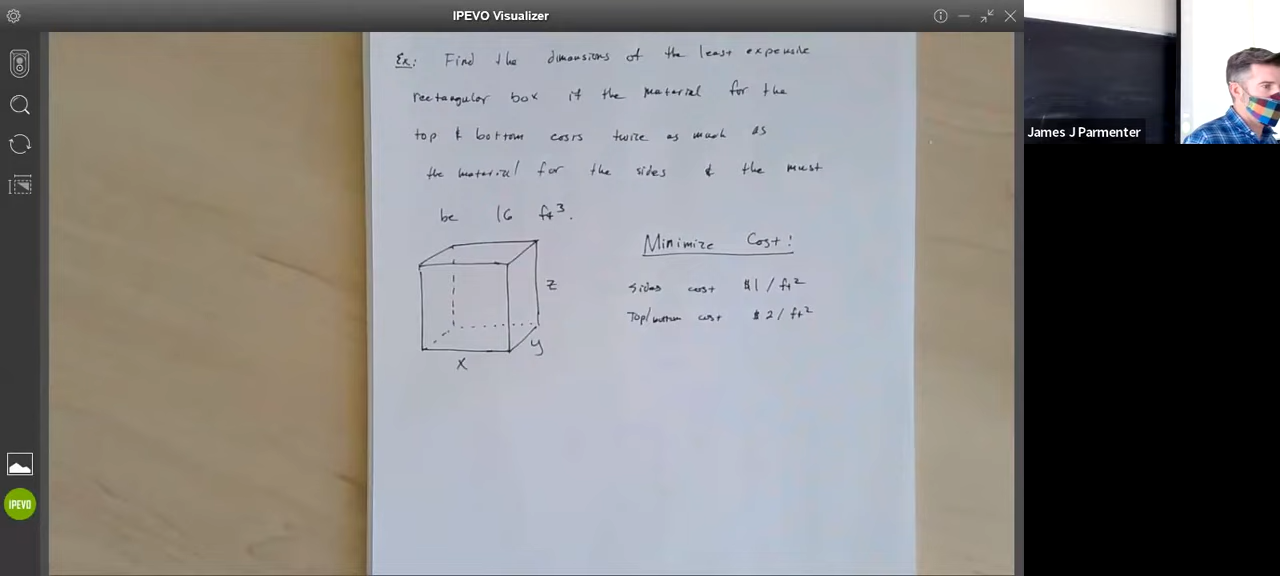 IPEVO Visualizer
Ex: Find the dimensions of the least expensive
rectangular box if the material for the
top & bottom costs twice as much as
the material for the sides & the must
be 16 ft³.
Minimize Cost:
Sides cost $1 / ft²
Top/bottom cost $2 / ft²
z
y
x
James J Parmenter
IPEVO